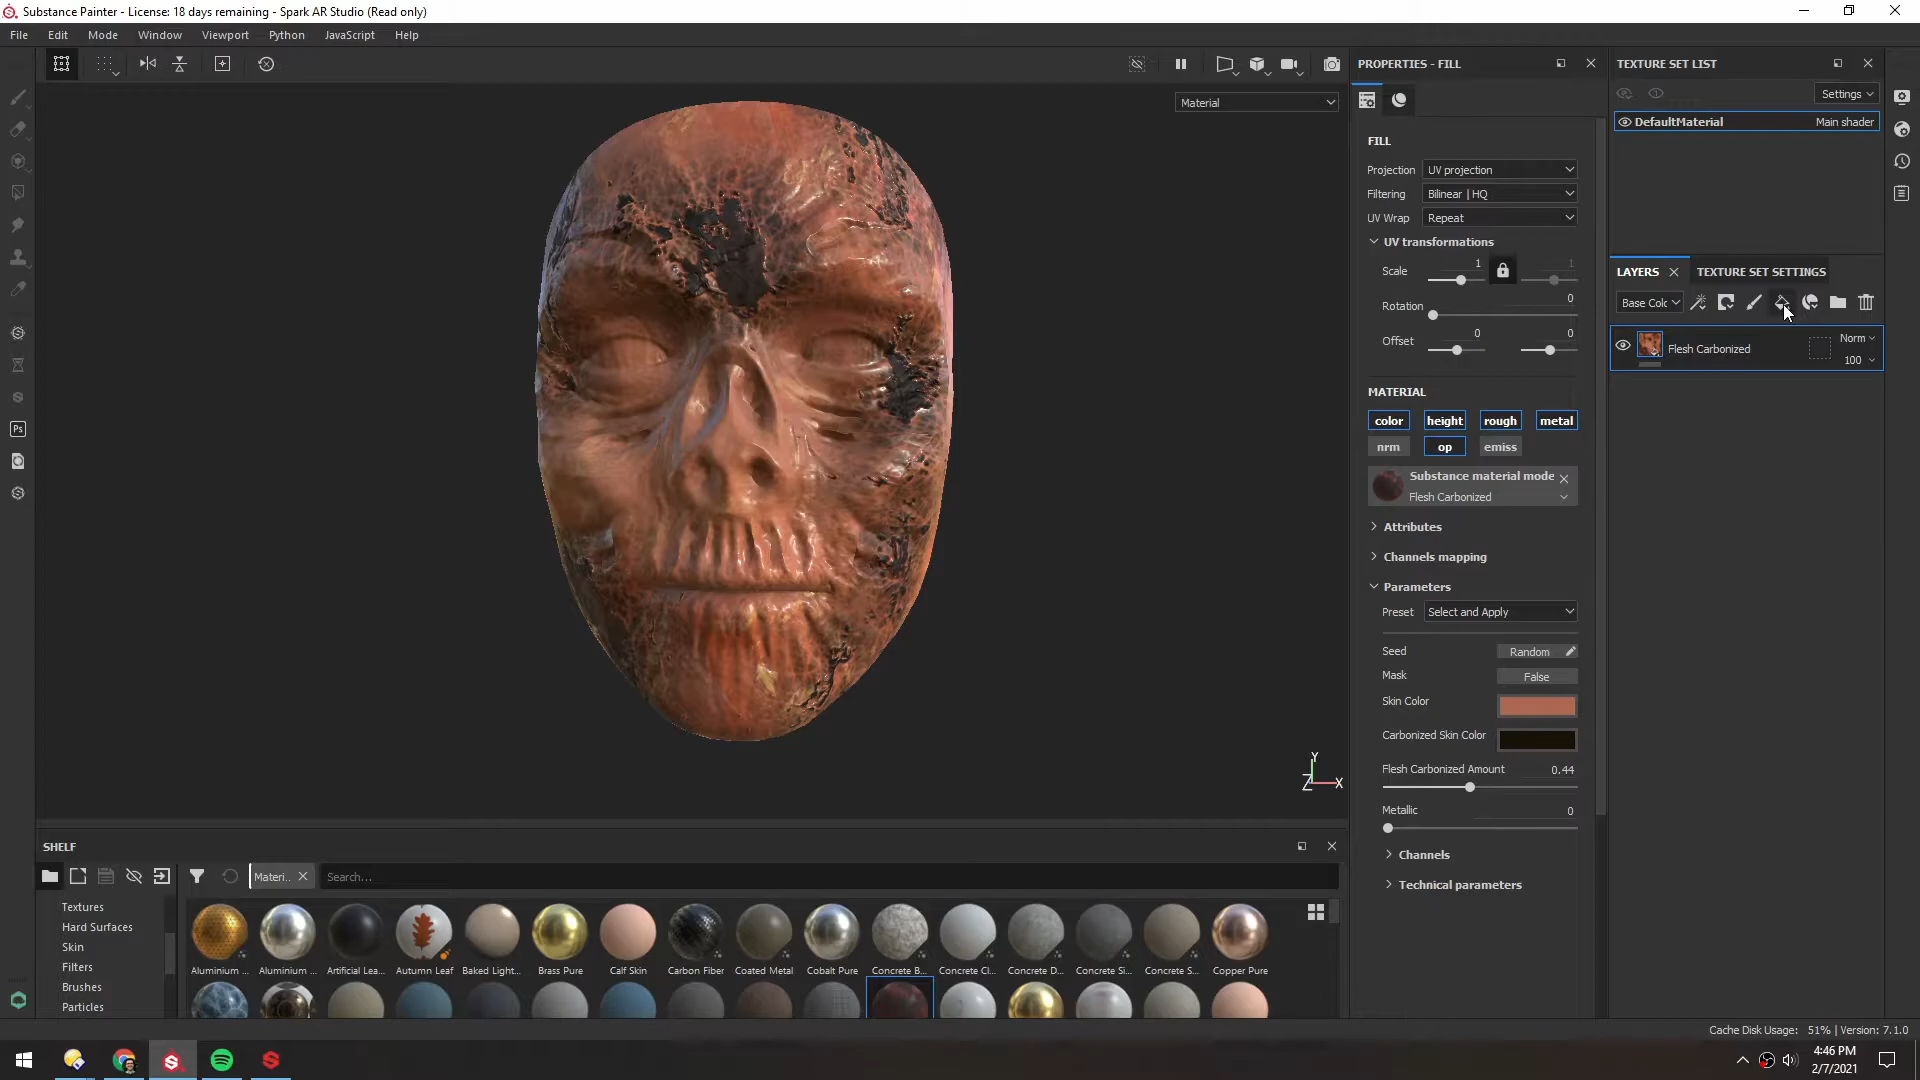 Substance Painter - License: 18 days remaining - Spark AR Studio (Read only)
File Edit Mode Window Viewport Python JavaScript Help
Material
PROPERTIES - FILL
FILL
Projection UV projection
Filtering Bilinear | HQ
UV Wrap Repeat
UV transformations
Scale 1 1
Rotation 0
Offset 0 0
MATERIAL
color height rough metal
nrm op emiss
Substance material mode
Flesh Carbonized
Attributes
Channels mapping
Parameters
Preset Select and Apply
Seed Random
Mask False
Skin Color
Carbonized Skin Color
Flesh Carbonized Amount 0.44
Metallic 0
Channels
Technical parameters
TEXTURE SET LIST
Settings
DefaultMaterial Main shader
LAYERS TEXTURE SET SETTINGS
Base Colc
Flesh Carbonized Norm
100
Ps
Y
Z X
SHELF
Materi.. Search...
Textures
Hard Surfaces
Skin
Filters
Brushes
Particles
Aluminium ... Aluminium ... Artificial Lea... Autumn Leaf Baked Light... Brass Pure Calf Skin Carbon Fiber Coated Metal Cobalt Pure Concrete B... Concrete Cl... Concrete D... Concrete Si... Concrete S... Copper Pure
Cache Disk Usage: 51% | Version: 7.1.0
4:46 PM
2/7/2021